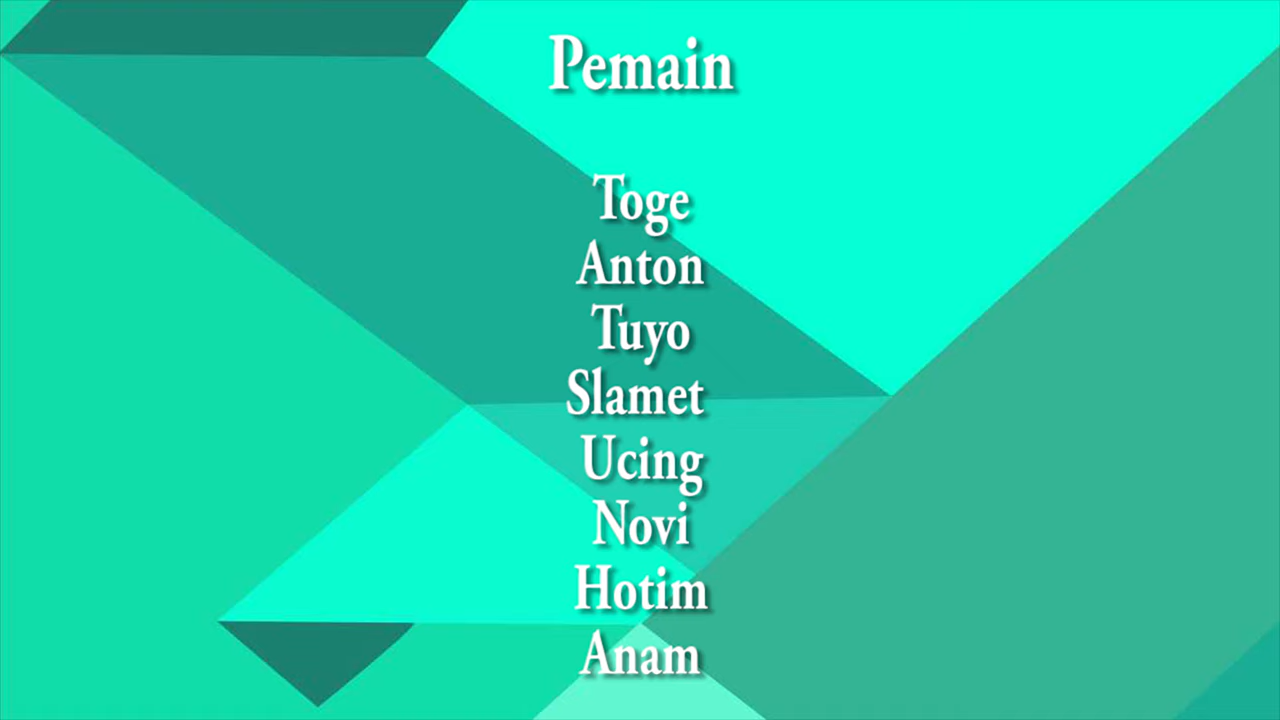 Pemain
Toge
Anton
Tuyo
Slamet
Ucing
Novi
Hotim
Anam